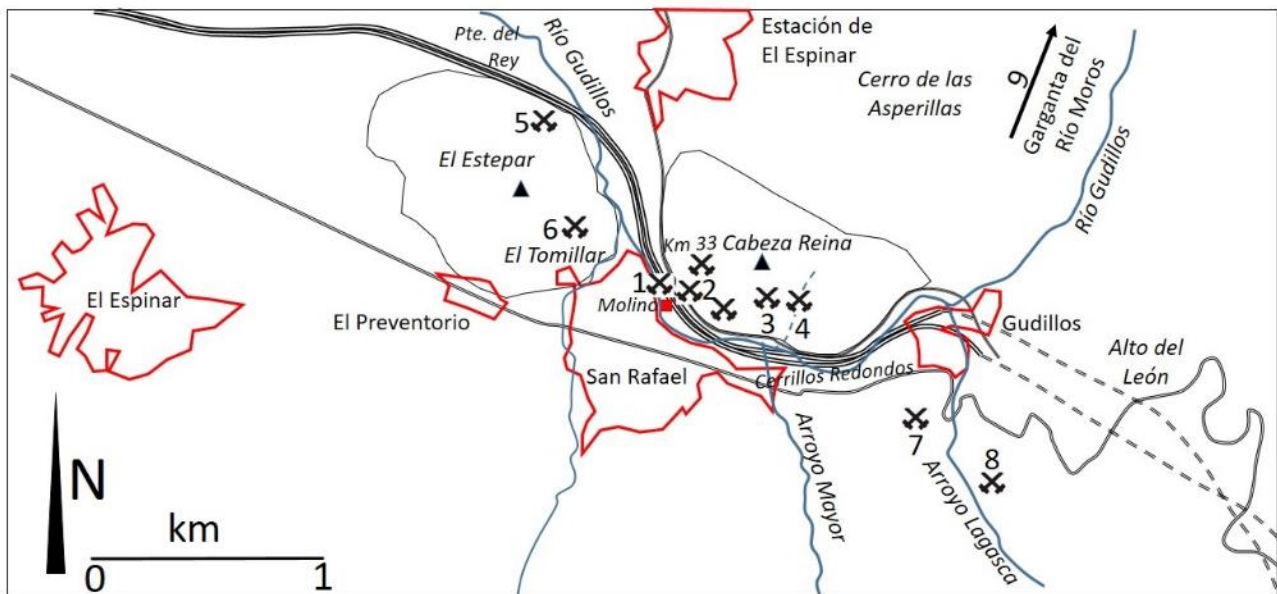 Pte. del
Rey
Río Gudillos
Estación de
El Espinar
Cerro de las
Asperillas
9
Garganta del
Río Moros
Río Gudillos
5
El Estepar
6
El Tomillar
Km 33 Cabeza Reina
1
2
Molino
3
4
El Espinar
El Preventorio
San Rafael
Cerrillos Redondos
Gudillos
Alto del
León
7
8
Arroyo Mayor
Arroyo Lagasca
N
km
0
1